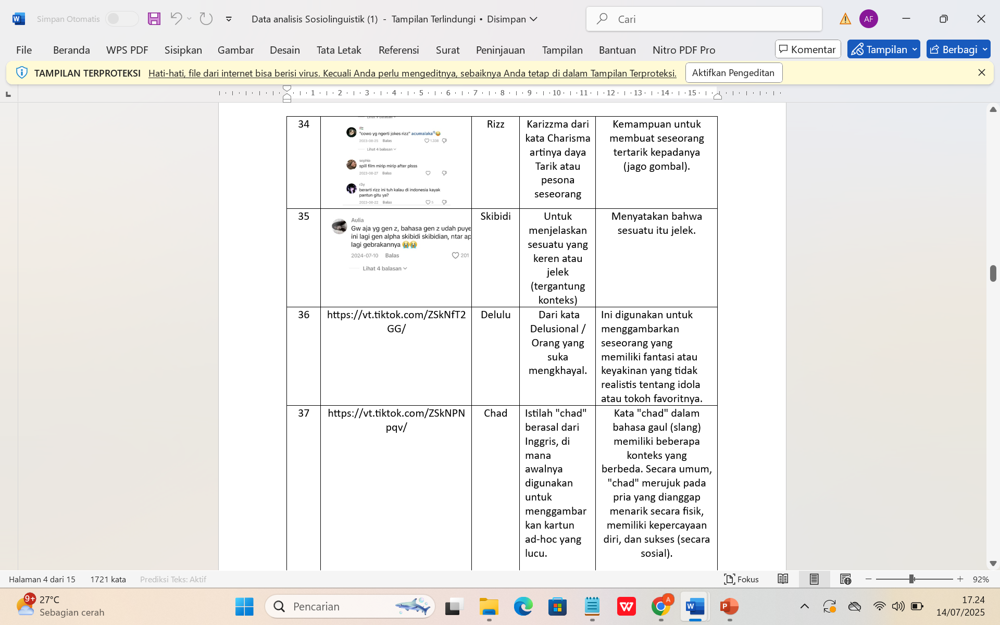 Simpan Otomatis
Data analisis Sosiolinguistik (1) - Tampilan Terlindungi • Disimpan
Cari
AF
File Beranda WPS PDF Sisipkan Gambar Desain Tata Letak Referensi Surat Peninjauan Tampilan Bantuan Nitro PDF Pro
Komentar Tampilan Berbagi
TAMPILAN TERPROTEKSI Hati-hati, file dari internet bisa berisi virus. Kecuali Anda perlu mengeditnya, sebaiknya Anda tetap di dalam Tampilan Terproteksi. Aktifkan Pengeditan
1 2 3 4 5 6 7 8 9 10 11 12 13 14 15
34
"cowo yg ngerti jokes rizz" acumalaka
2023-08-25 Balas 1.338
Lihat 4 balasan
sephia
spill film mirip mirip after plsss
2023-08-27 Balas
r3y
berarti rizz ini tuh kalau di indonesia kayak
pantun gitu ya?
2023-08-22 Balas 5
Rizz
Karizzma dari
kata Charisma
artinya daya
Tarik atau
pesona
seseorang
Kemampuan untuk
membuat seseorang
tertarik kepadanya
(jago gombal).
35
Aulia
Gw aja yg gen z, bahasa gen z udah puye
ini lagi gen alpha skibidi skibidian, ntar ap
lagi gebrakannya 😭😭
2024-07-10 Balas 201
Lihat 4 balasan
Skibidi
Untuk
menjelaskan
sesuatu yang
keren atau
jelek
(tergantung
konteks)
Menyatakan bahwa
sesuatu itu jelek.
36
https://vt.tiktok.com/ZSkNfT2
GG/
Delulu
Dari kata
Delusional /
Orang yang
suka
mengkhayal.
Ini digunakan untuk
menggambarkan
seseorang yang
memiliki fantasi atau
keyakinan yang tidak
realistis tentang idola
atau tokoh favoritnya.
37
https://vt.tiktok.com/ZSkNPN
pqv/
Chad
Istilah "chad"
berasal dari
Inggris, di
mana
awalnya
digunakan
untuk
menggambar
kan kartun
ad-hoc yang
lucu.
Kata "chad" dalam
bahasa gaul (slang)
memiliki beberapa
konteks yang
berbeda. Secara umum,
"chad" merujuk pada
pria yang dianggap
menarik secara fisik,
memiliki kepercayaan
diri, dan sukses (secara
sosial).
Halaman 4 dari 15 1721 kata Prediksi Teks: Aktif
Fokus
92%
9+
27°C
Sebagian cerah
Pencarian
A
17.24
14/07/2025